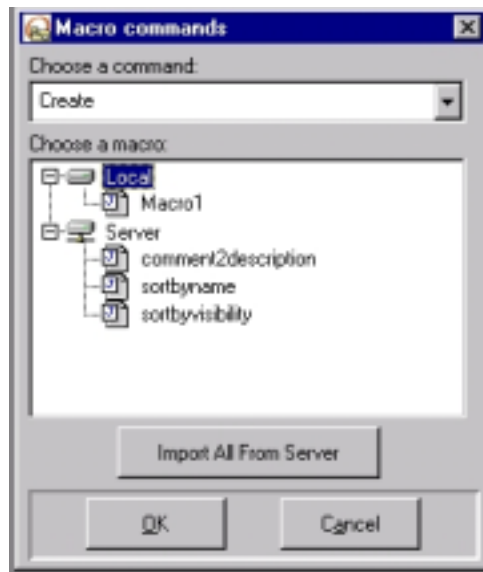 Macro commands
Choose a command:
Create
Choose a macro:
Local
Macro1
Server
comment2description
sortbyname
sortbyvisibility
Import All From Server
OK Cancel